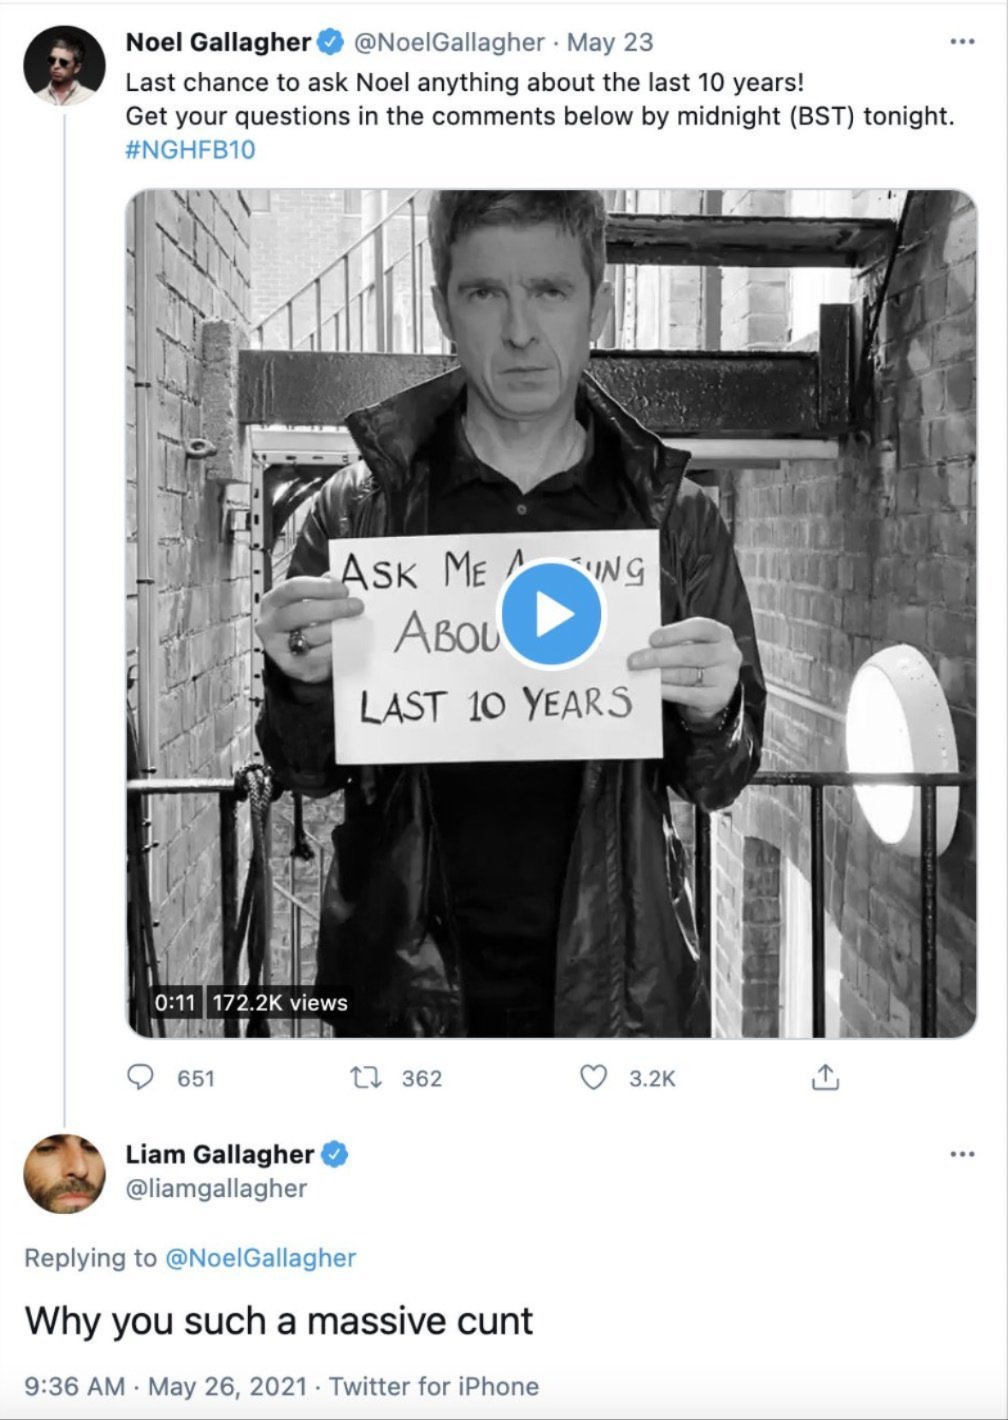 Noel Gallagher @NoelGallagher · May 23
Last chance to ask Noel anything about the last 10 years!
Get your questions in the comments below by midnight (BST) tonight.
#NGHFB10
ASK ME
ABOU
LAST 10 YEARS
0:11 172.2K views
651 362 3.2K
Liam Gallagher
@liamgallagher
Replying to @NoelGallagher
Why you such a massive cunt
9:36 AM · May 26, 2021 · Twitter for iPhone